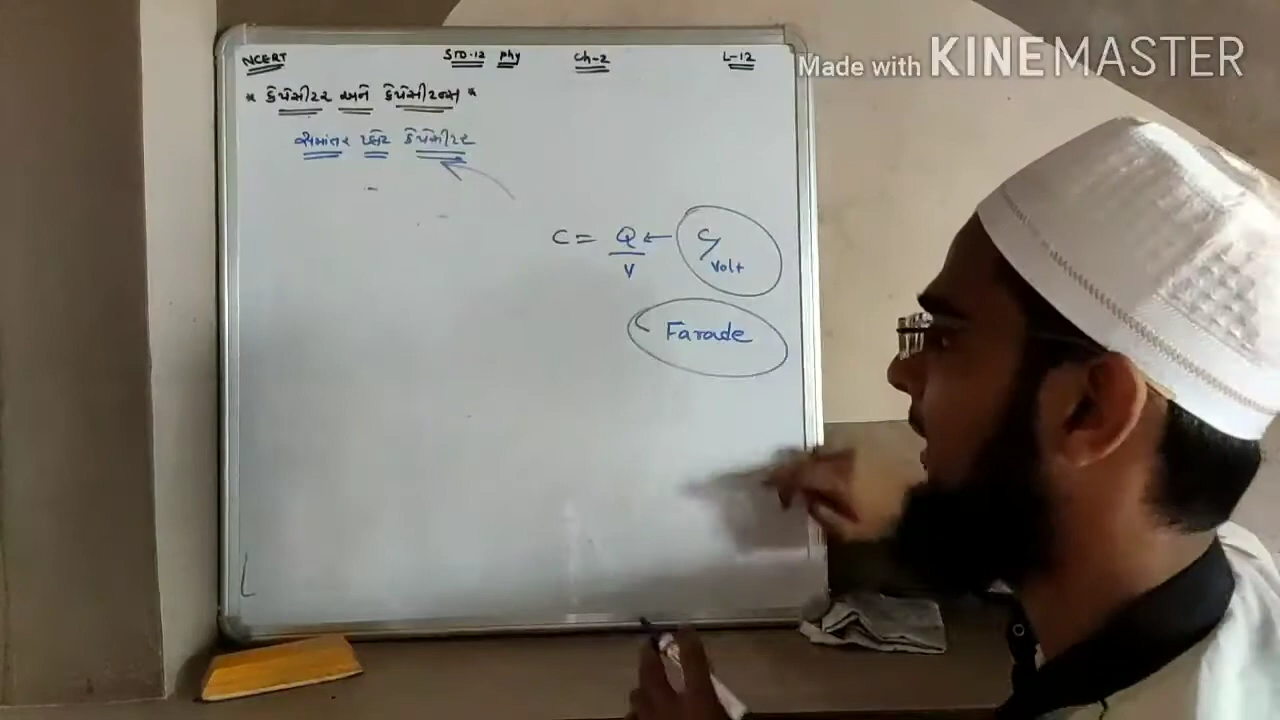 NCERT STD-12 phy Ch-2 L-12
Made with KINEMASTER
* કેપેસીટર અને કેપેસીટન્સ *
સમાંતર પ્લેટ કેપેસીટર
C = Q/V ← C/Volt
Farade